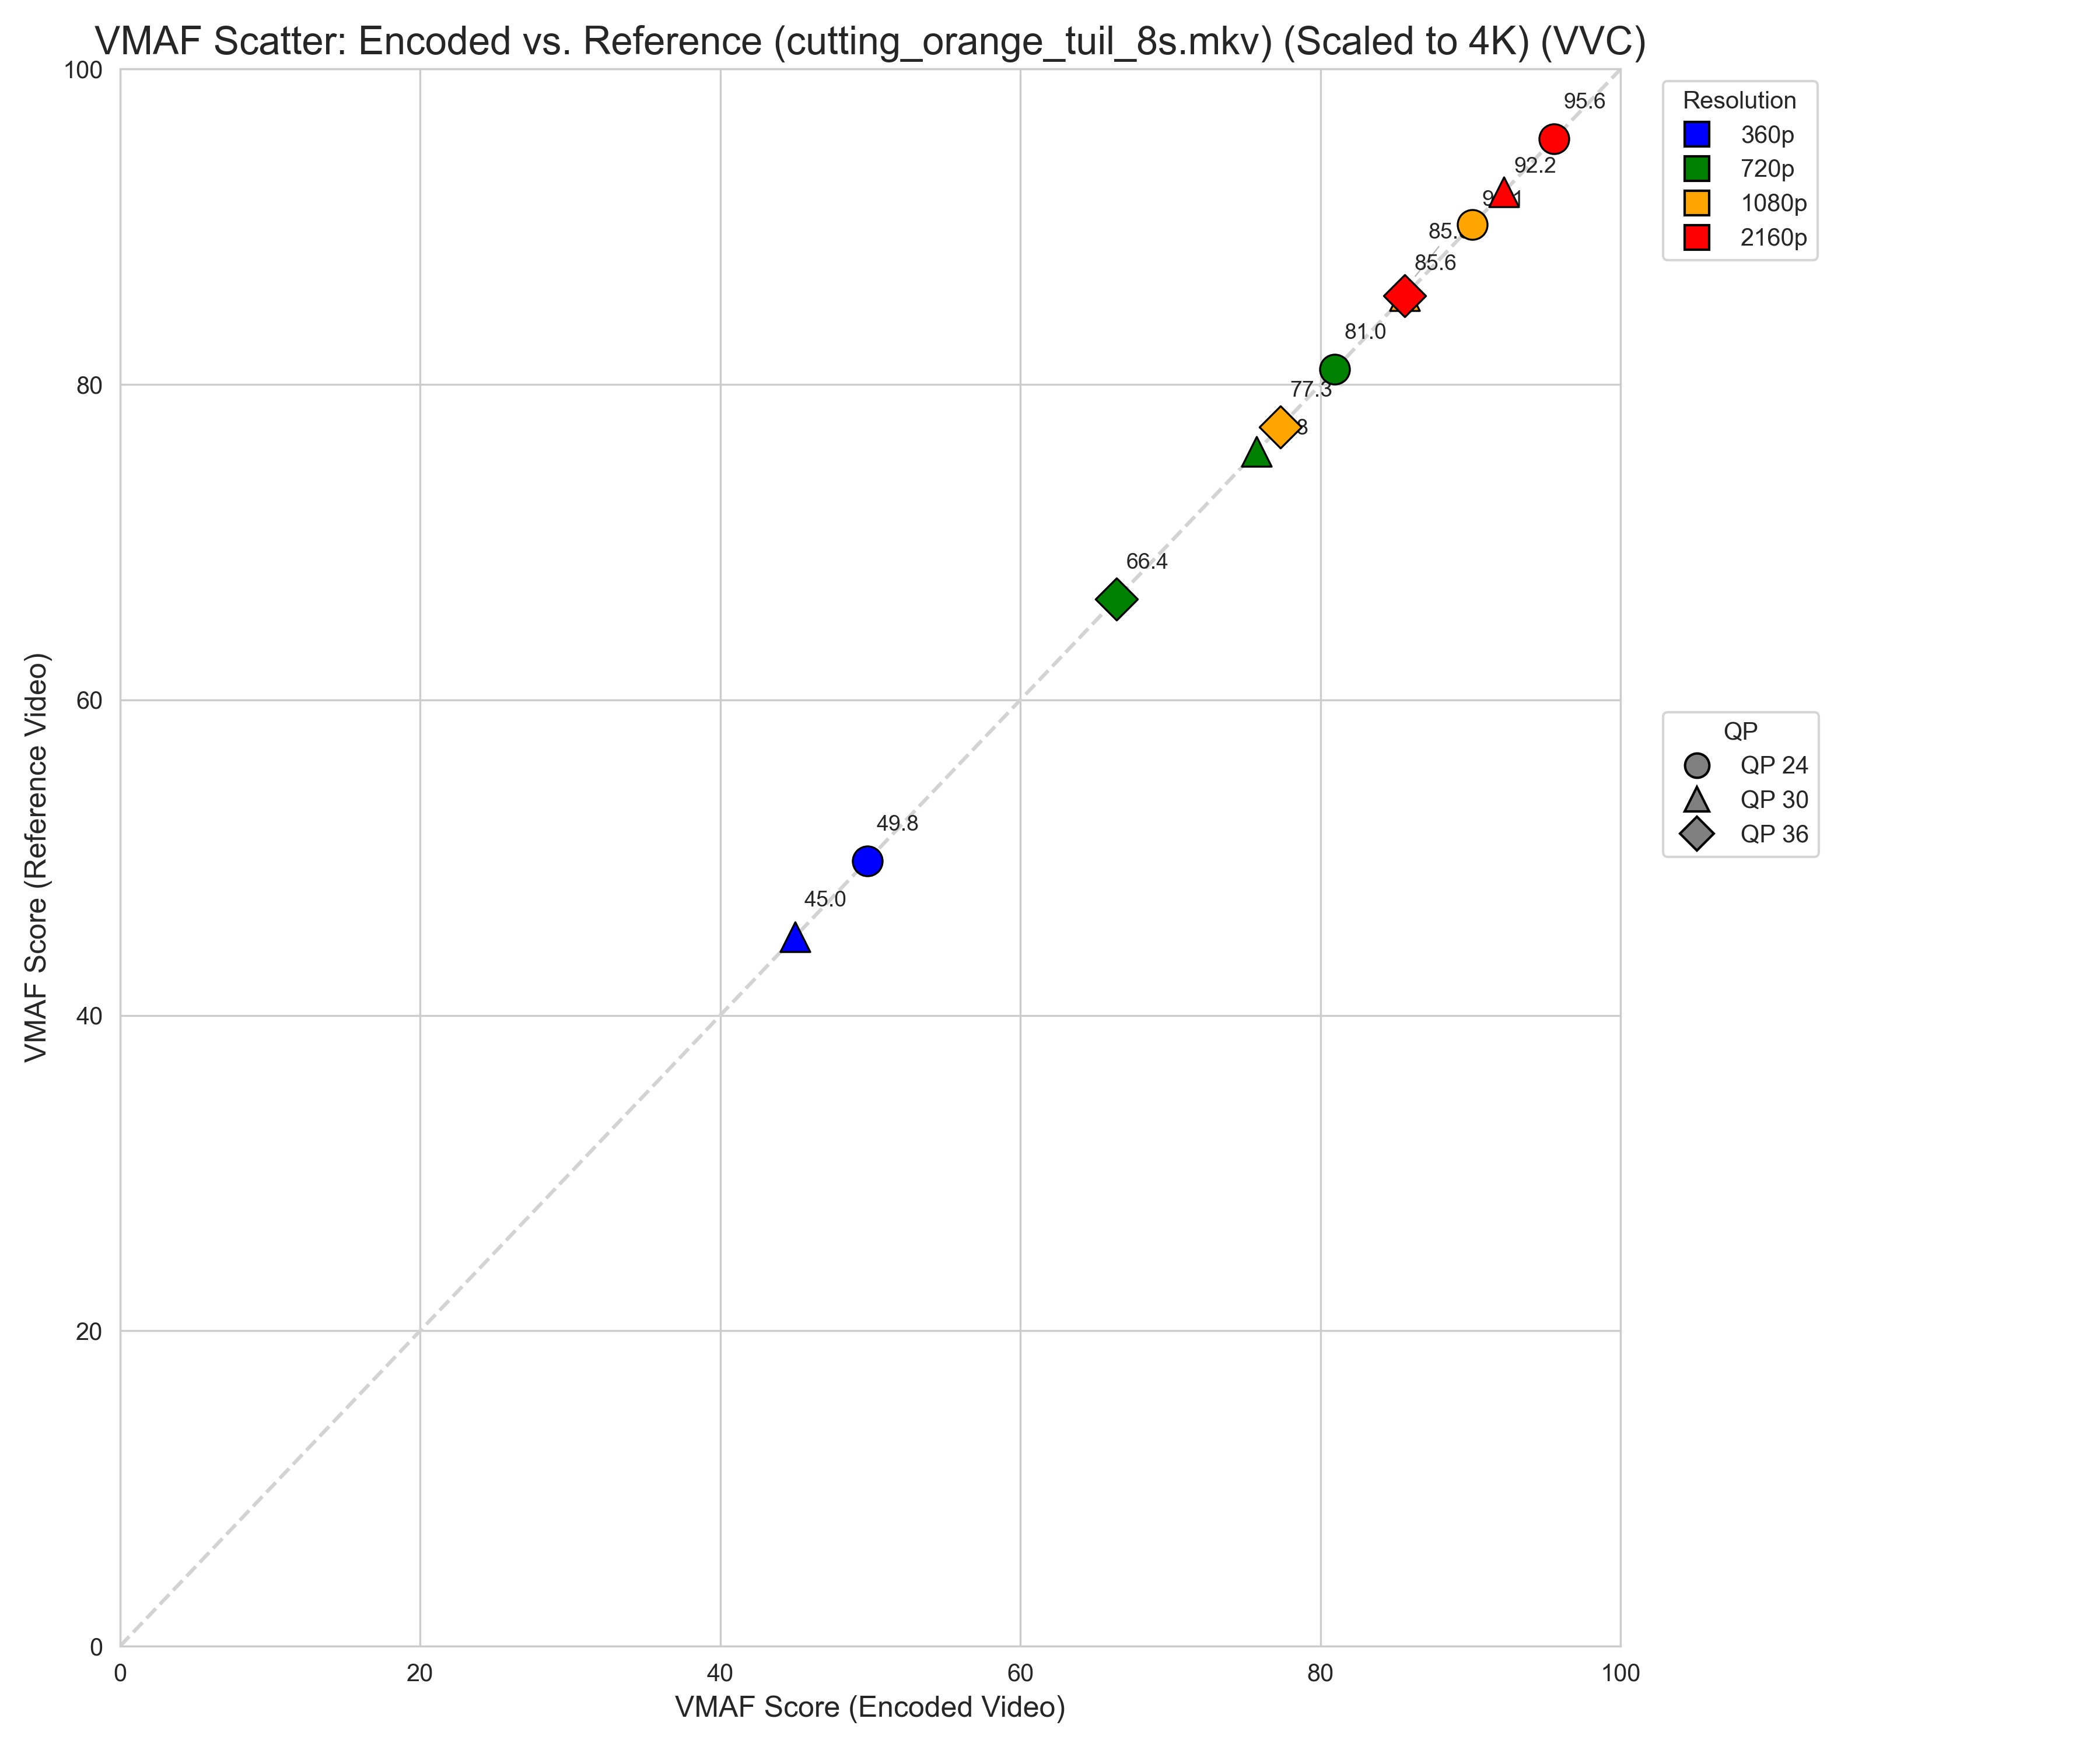 VMAF Scatter: Encoded vs. Reference (cutting_orange_tuil_8s.mkv) (Scaled to 4K) (VVC)
100
80
60
40
20
0
0 20 40 60 80 100
VMAF Score (Encoded Video)
VMAF Score (Reference Video)
95.6
92.2
85.6
81.0
77.3
66.4
49.8
45.0
Resolution
360p
720p
1080p
2160p
QP
QP 24
QP 30
QP 36